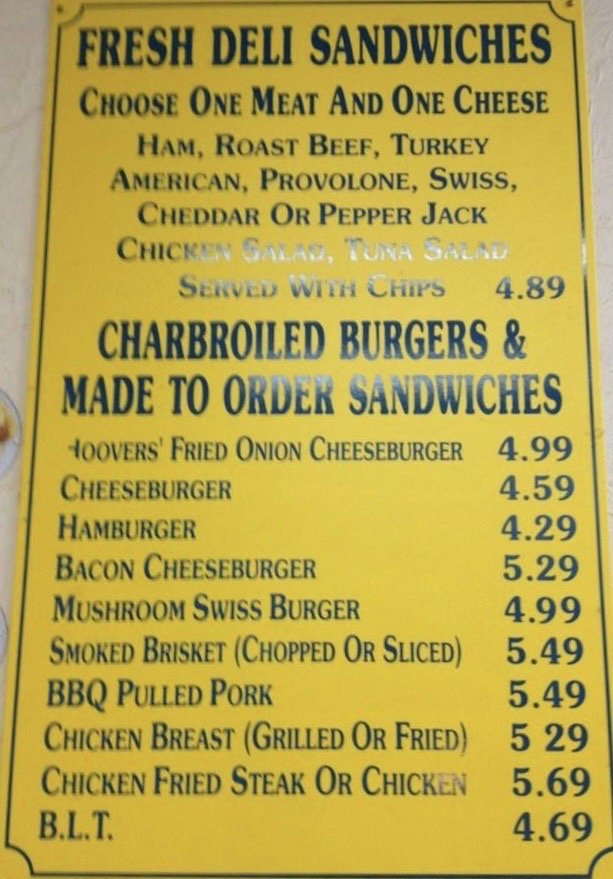 FRESH DELI SANDWICHES
CHOOSE ONE MEAT AND ONE CHEESE
HAM, ROAST BEEF, TURKEY
AMERICAN, PROVOLONE, SWISS,
CHEDDAR OR PEPPER JACK
CHICKEN SALAD, TUNA SALAD
SERVED WITH CHIPS 4.89
CHARBROILED BURGERS &
MADE TO ORDER SANDWICHES
HOOVERS' FRIED ONION CHEESEBURGER 4.99
CHEESEBURGER 4.59
HAMBURGER 4.29
BACON CHEESEBURGER 5.29
MUSHROOM SWISS BURGER 4.99
SMOKED BRISKET (CHOPPED OR SLICED) 5.49
BBQ PULLED PORK 5.49
CHICKEN BREAST (GRILLED OR FRIED) 5 29
CHICKEN FRIED STEAK OR CHICKEN 5.69
B.L.T. 4.69